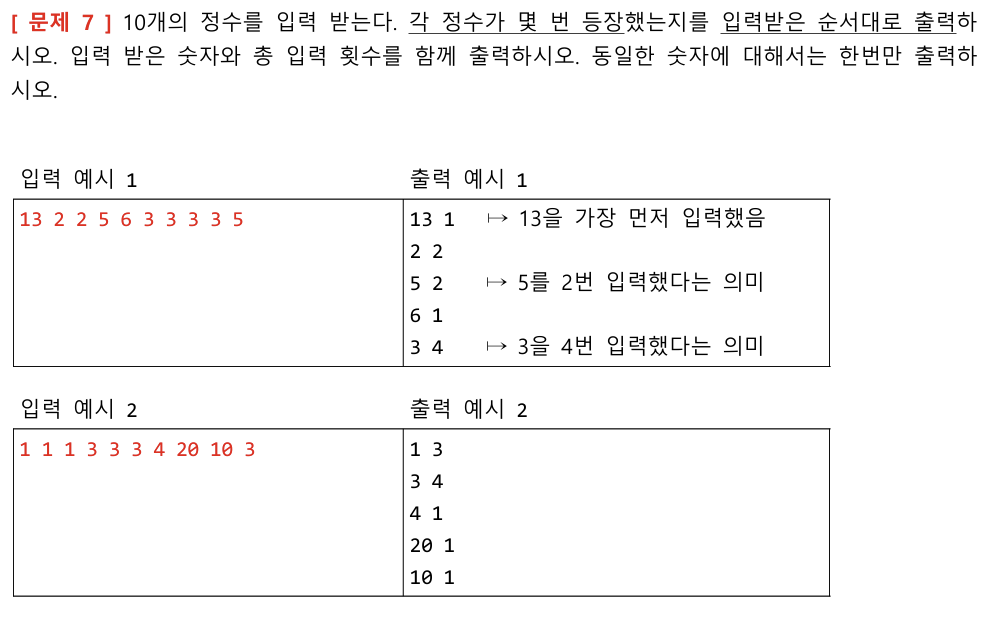 [ 문제 7 ] 10개의 정수를 입력 받는다. 각 정수가 몇 번 등장했는지를 입력받은 순서대로 출력하
시오. 입력 받은 숫자와 총 입력 횟수를 함께 출력하시오. 동일한 숫자에 대해서는 한번만 출력하
시오.
입력 예시 1
출력 예시 1
13 2 2 5 6 3 3 3 3 5
13 1 ↦ 13을 가장 먼저 입력했음
2 2
5 2 ↦ 5를 2번 입력했다는 의미
6 1
3 4 ↦ 3을 4번 입력했다는 의미
입력 예시 2
출력 예시 2
1 1 1 3 3 3 4 20 10 3
1 3
3 4
4 1
20 1
10 1